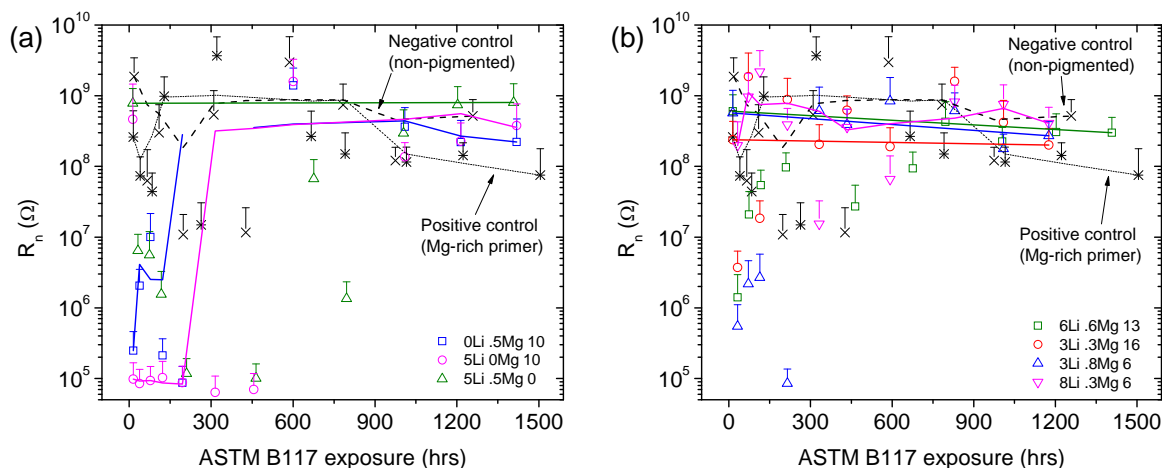 (a)
10^10
10^9
10^8
10^7
10^6
10^5
R_n (Ω)
Negative control
(non-pigmented)
Positive control
(Mg-rich primer)
0Li .5Mg 10
5Li 0Mg 10
5Li .5Mg 0
0 300 600 900 1200 1500
ASTM B117 exposure (hrs)
(b)
10^10
10^9
10^8
10^7
10^6
10^5
R_n (Ω)
Negative control
(non-pigmented)
Positive control
(Mg-rich primer)
6Li .6Mg 13
3Li .3Mg 16
3Li .8Mg 6
8Li .3Mg 6
0 300 600 900 1200 1500
ASTM B117 exposure (hrs)